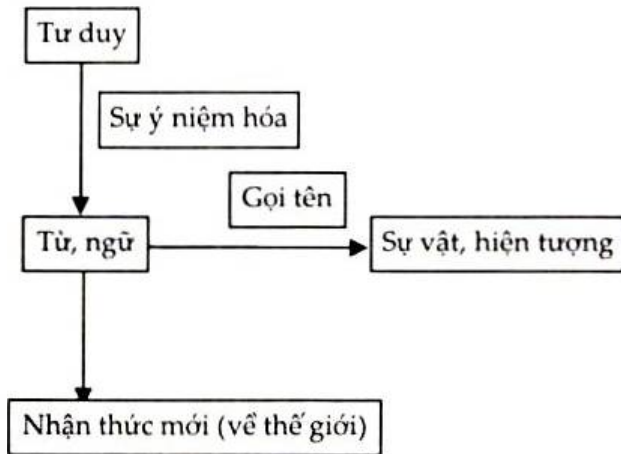 Tư duy
Sự ý niệm hóa
Gọi tên
Từ, ngữ
Sự vật, hiện tượng
Nhận thức mới (về thế giới)